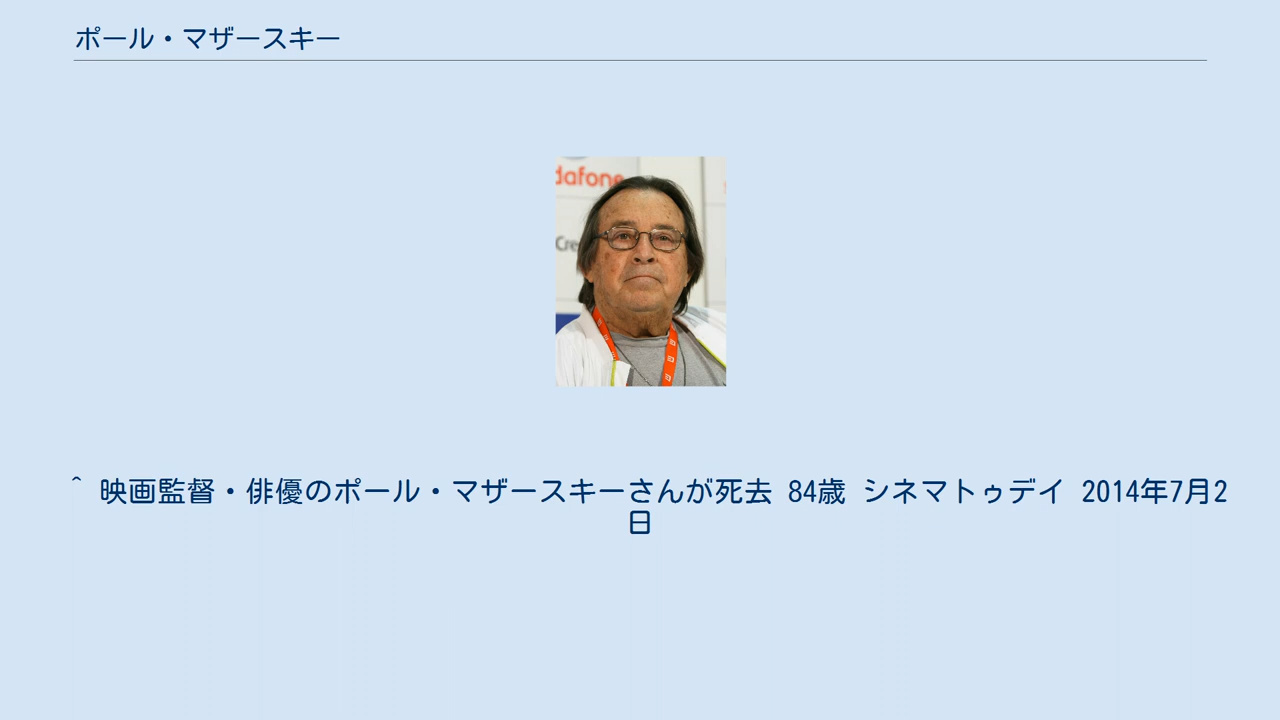 ポール・マザースキー
dafone
Cre
^ 映画監督・俳優のポール・マザースキーさんが死去 84歳 シネマトゥデイ 2014年7月2
日